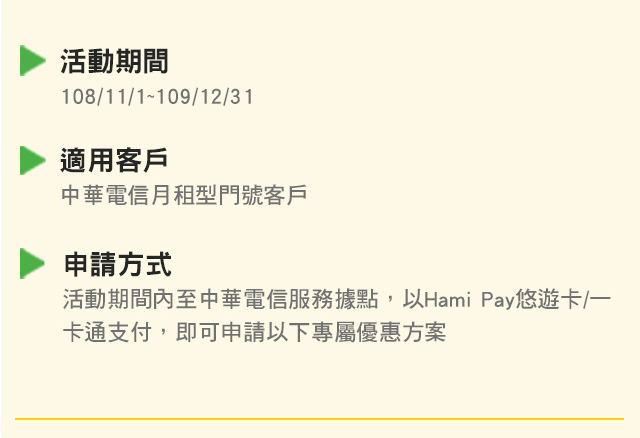 活動期間
108/11/1~109/12/31
適用客戶
中華電信月租型門號客戶
申請方式
活動期間內至中華電信服務據點，以Hami Pay悠遊卡/一
卡通支付，即可申請以下專屬優惠方案